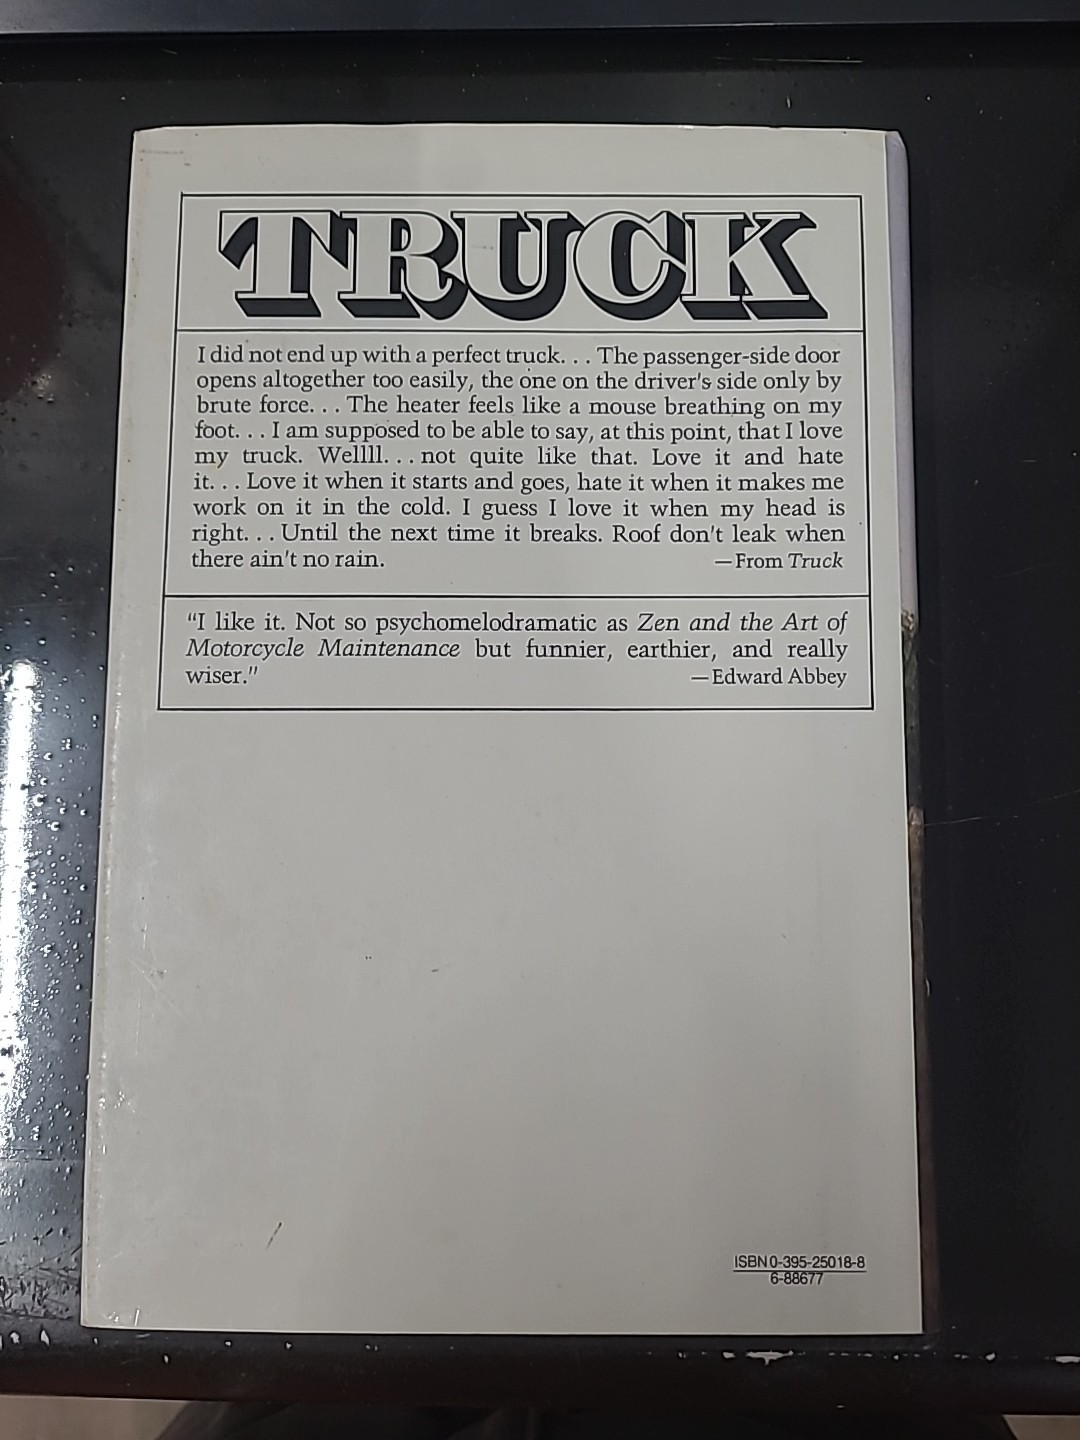 TRUCK
I did not end up with a perfect truck. . . The passenger-side door
opens altogether too easily, the one on the driver's side only by
brute force. . . The heater feels like a mouse breathing on my
foot. . . I am supposed to be able to say, at this point, that I love
my truck. Wellll. . . not quite like that. Love it and hate
it. . . Love it when it starts and goes, hate it when it makes me
work on it in the cold. I guess I love it when my head is
right. . . Until the next time it breaks. Roof don't leak when
there ain't no rain. —From Truck
“I like it. Not so psychomelodramatic as Zen and the Art of
Motorcycle Maintenance but funnier, earthier, and really
wiser.” —Edward Abbey
ISBN 0-395-25018-8
6-88677